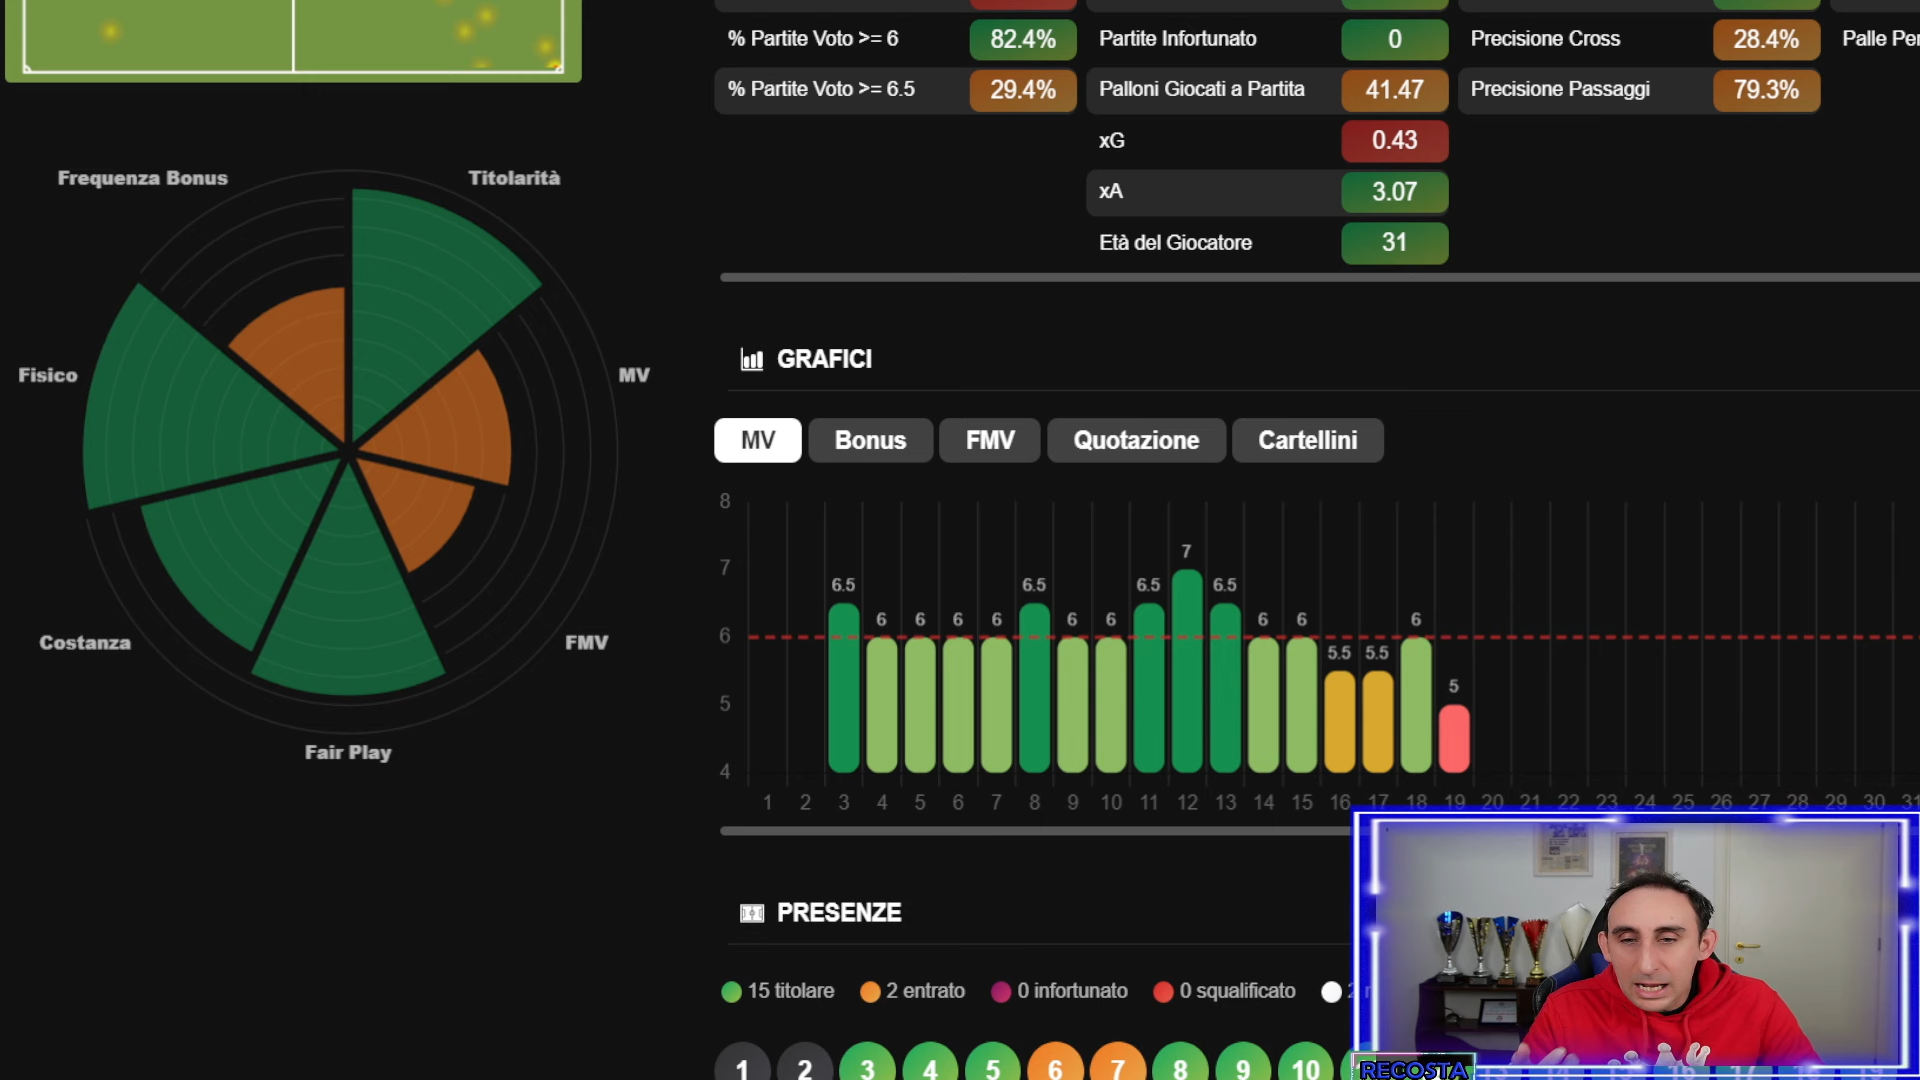 % Partite Voto >= 6
82.4%
Partite Infortunato
0
Precisione Cross
28.4%
Palle Per
% Partite Voto >= 6.5
29.4%
Palloni Giocati a Partita
41.47
Precisione Passaggi
79.3%
xG
0.43
xA
3.07
Età del Giocatore
31
Frequenza Bonus
Titolarità
Fisico
MV
Costanza
FMV
Fair Play
GRAFICI
MV
Bonus
FMV
Quotazione
Cartellini
8
7
6
5
4
6.5
6
6
6
6
6.5
6
6
6.5
7
6.5
6
6
5.5
5.5
6
5
1 2 3 4 5 6 7 8 9 10 11 12 13 14 15 16 17 18 19 20 21 22 23 24 25 26 27 28 29 30 31
PRESENZE
15 titolare
2 entrato
0 infortunato
0 squalificato
2
1 2 3 4 5 6 7 8 9 10
RECOSTA